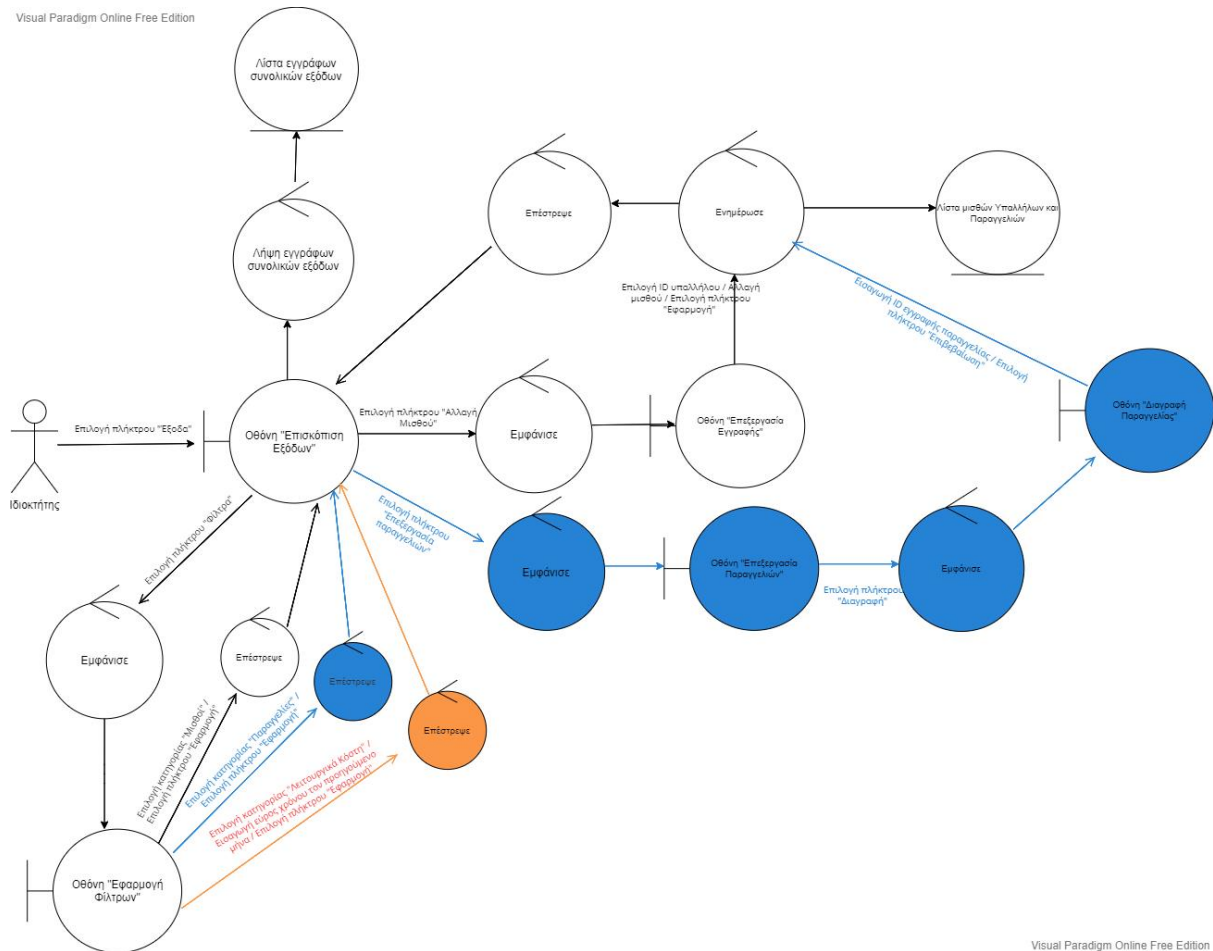 Visual Paradigm Online Free Edition
Λίστα εγγράφων
συνολικών εξόδων
Λήψη εγγράφων
συνολικών εξόδων
Επέστρεψε
Ενημέρωσε
Λίστα μισθών Υπαλλήλων και
Παραγγελιών
Επιλογή ID υπαλλήλου / Αλλαγή
μισθού / Επιλογή πλήκτρου
"Εφαρμογή"
Εισαγωγή ID εγγραφής παραγγελίας / Επιλογή
πλήκτρου "Επιβεβαίωση"
Ιδιοκτήτης
Επιλογή πλήκτρου "Έξοδα"
Οθόνη "Επισκόπιση
Εξόδων"
Επιλογή πλήκτρου "Αλλαγή
Μισθού"
Εμφάνισε
Οθόνη "Επεξεργασία
Εγγραφής"
Οθόνη "Διαγραφή
Παραγγελίας"
Επιλογή πλήκτρου "Φίλτρα"
Επιλογή πλήκτρου
"Επεξεργασία
παραγγελιών"
Εμφάνισε
Οθόνη "Επεξεργασία
Παραγγελιών"
Επιλογή πλήκτρου
"Διαγραφή"
Εμφάνισε
Εμφάνισε
Επέστρεψε
Επέστρεψε
Επέστρεψε
Επιλογή κατηγορίας "Μισθοί" /
Επιλογή πλήκτρου "Εφαρμογή"
Επιλογή κατηγορίας "Παραγγελίες" /
Επιλογή πλήκτρου "Εφαρμογή"
Επιλογή κατηγορίας "Λειτουργικά Κόστη" /
Εισαγωγή εύρος χρόνου τον προηγούμενο
μήνα / Επιλογή πλήκτρου "Εφαρμογή"
Οθόνη "Εφαρμογή
Φίλτρων"
Visual Paradigm Online Free Edition